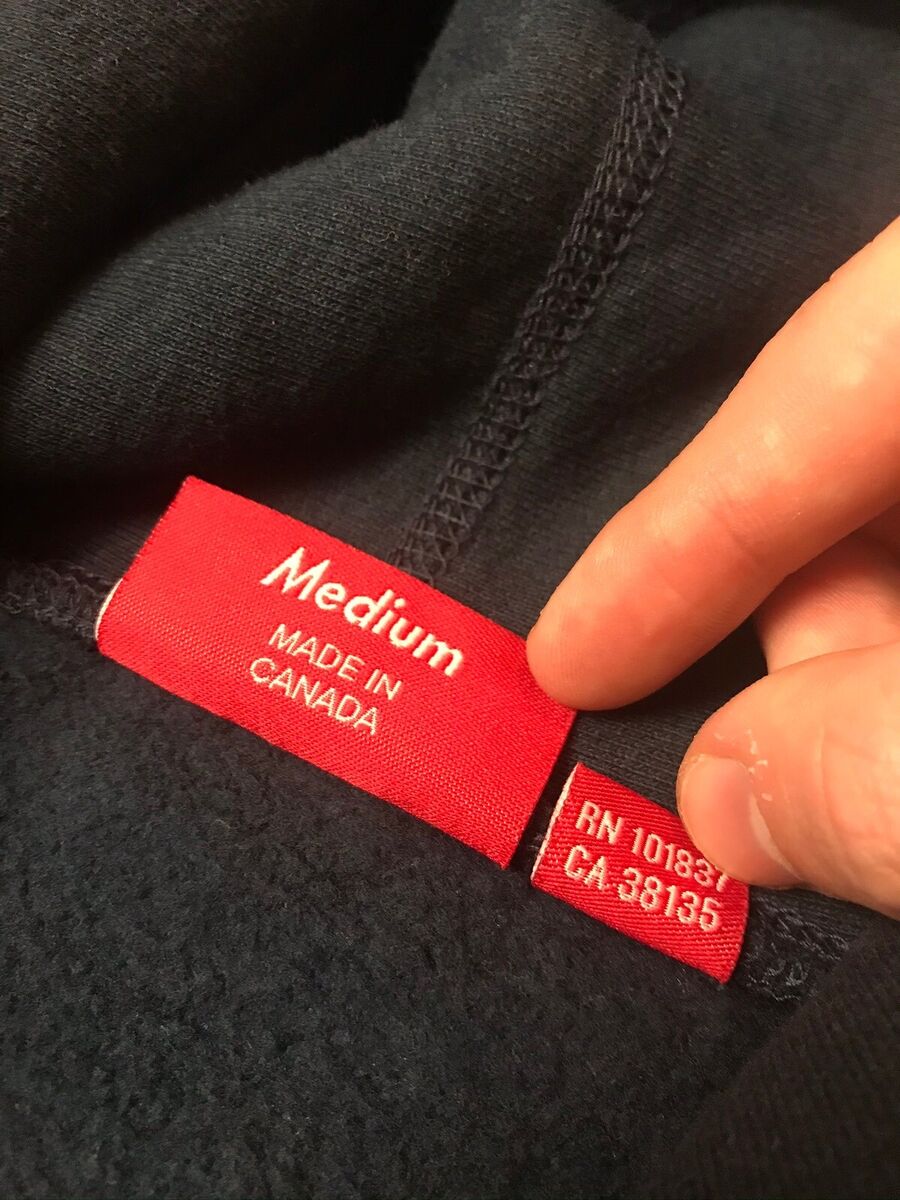 Medium
MADE IN
CANADA
RN 101837
CA 38135